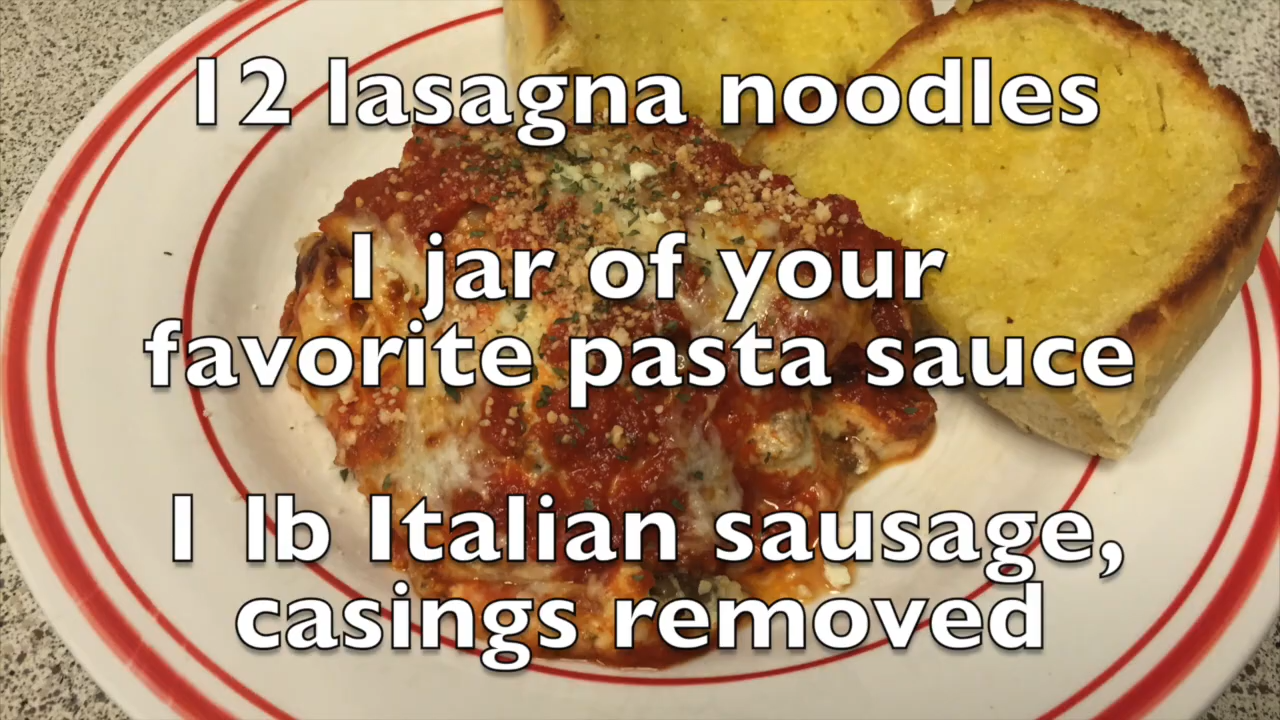 12 lasagna noodles
1 jar of your
favorite pasta sauce
1 lb Italian sausage,
casings removed